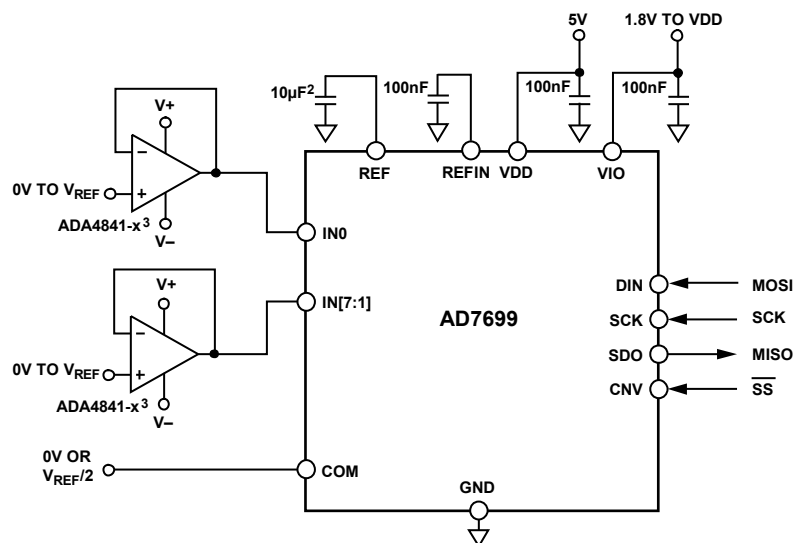 5V
1.8V TO VDD
10µF²
100nF
100nF
100nF
V+
–
+
0V TO VREF
ADA4841-x³
V–
REF
REFIN
VDD
VIO
IN0
V+
–
+
0V TO VREF
ADA4841-x³
V–
IN[7:1]
AD7699
DIN
MOSI
SCK
SCK
SDO
MISO
CNV
SS
0V OR
VREF/2
COM
GND